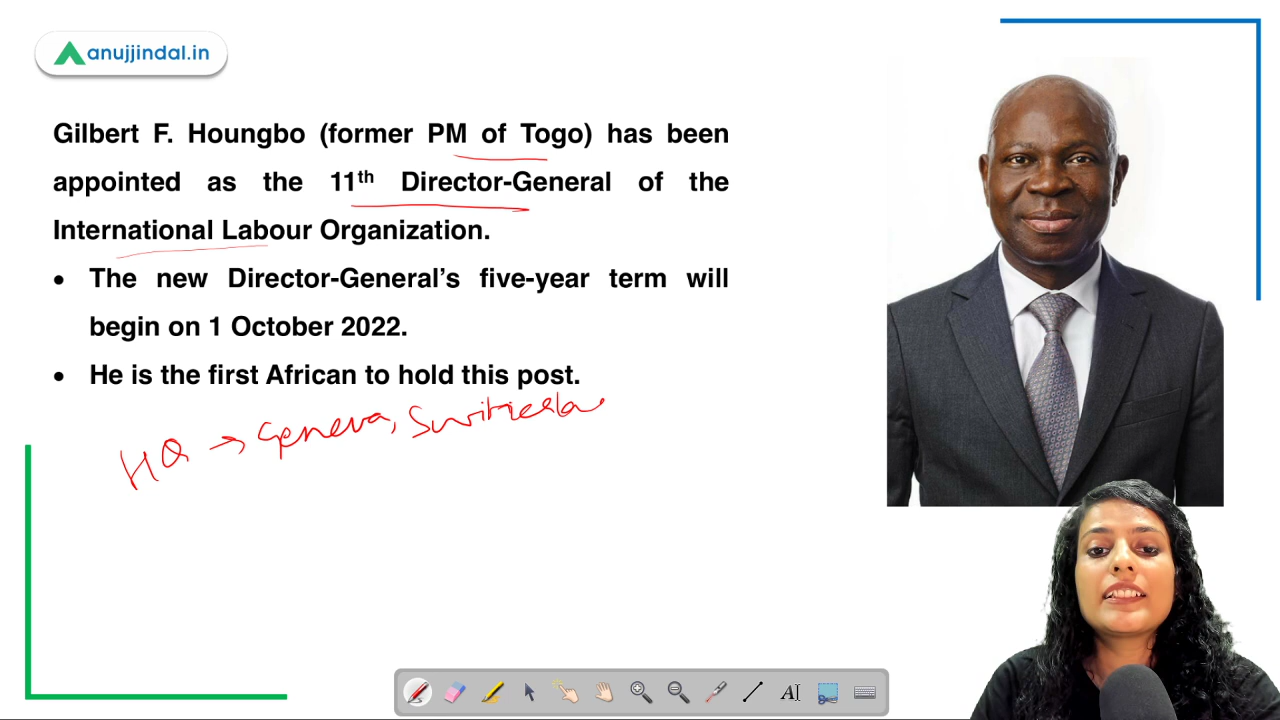 anujjindal.in
Gilbert F. Houngbo (former PM of Togo) has been
appointed as the 11th Director-General of the
International Labour Organization.
• The new Director-General’s five-year term will
begin on 1 October 2022.
• He is the first African to hold this post.
HQ → Geneva,
AI